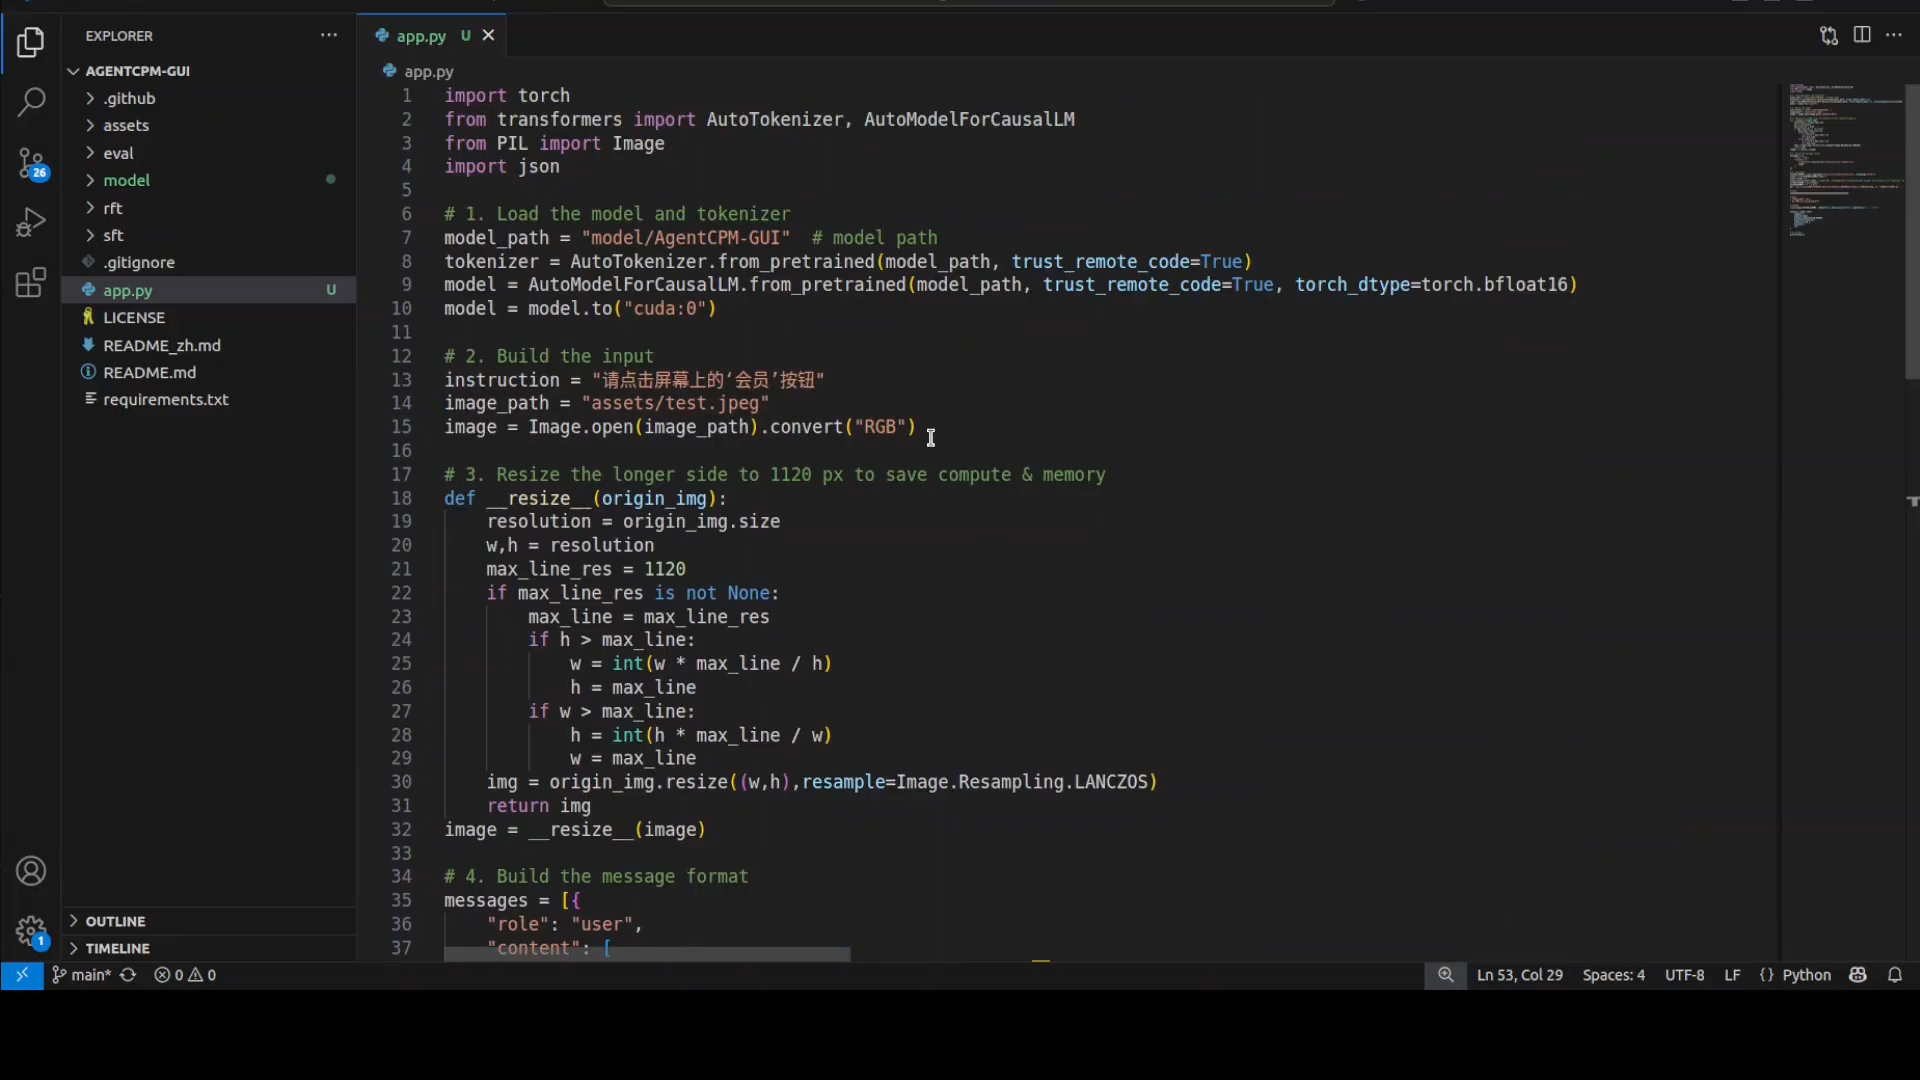 EXPLORER
AGENTCPM-GUI
.github
assets
eval
model
rft
sft
.gitignore
app.py U
LICENSE
README_zh.md
README.md
requirements.txt
OUTLINE
TIMELINE
26
1
app.py U
app.py
1 import torch
2 from transformers import AutoTokenizer, AutoModelForCausalLM
3 from PIL import Image
4 import json
5
6 # 1. Load the model and tokenizer
7 model_path = "model/AgentCPM-GUI"  # model path
8 tokenizer = AutoTokenizer.from_pretrained(model_path, trust_remote_code=True)
9 model = AutoModelForCausalLM.from_pretrained(model_path, trust_remote_code=True, torch_dtype=torch.bfloat16)
10 model = model.to("cuda:0")
11
12 # 2. Build the input
13 instruction = "请点击屏幕上的‘会员’按钮"
14 image_path = "assets/test.jpeg"
15 image = Image.open(image_path).convert("RGB")
16
17 # 3. Resize the longer side to 1120 px to save compute & memory
18 def __resize__(origin_img):
19     resolution = origin_img.size
20     w,h = resolution
21     max_line_res = 1120
22     if max_line_res is not None:
23         max_line = max_line_res
24         if h > max_line:
25             w = int(w * max_line / h)
26             h = max_line
27         if w > max_line:
28             h = int(h * max_line / w)
29             w = max_line
30     img = origin_img.resize((w,h),resample=Image.Resampling.LANCZOS)
31     return img
32 image = __resize__(image)
33
34 # 4. Build the message format
35 messages = [{
36     "role": "user",
37     "content": [
main* 0 0 Ln 53, Col 29 Spaces: 4 UTF-8 LF {} Python